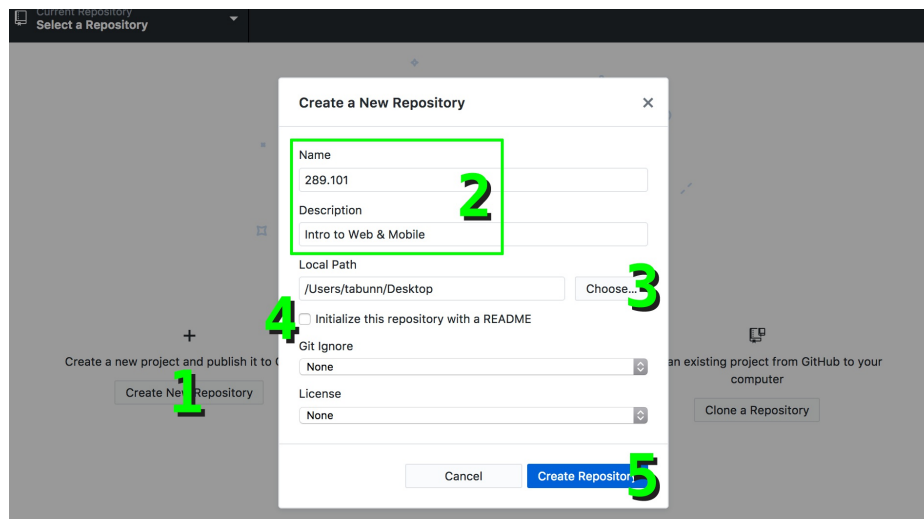 Current Repository
Select a Repository
Create a New Repository
Name
289.101
2
Description
Intro to Web & Mobile
Local Path
/Users/tabunn/Desktop
Choose...
3
4
Initialize this repository with a README
Git Ignore
None
License
None
Cancel
Create Repository
5
Create a new project and publish it to
Create New Repository
1
an existing project from GitHub to your
computer
Clone a Repository